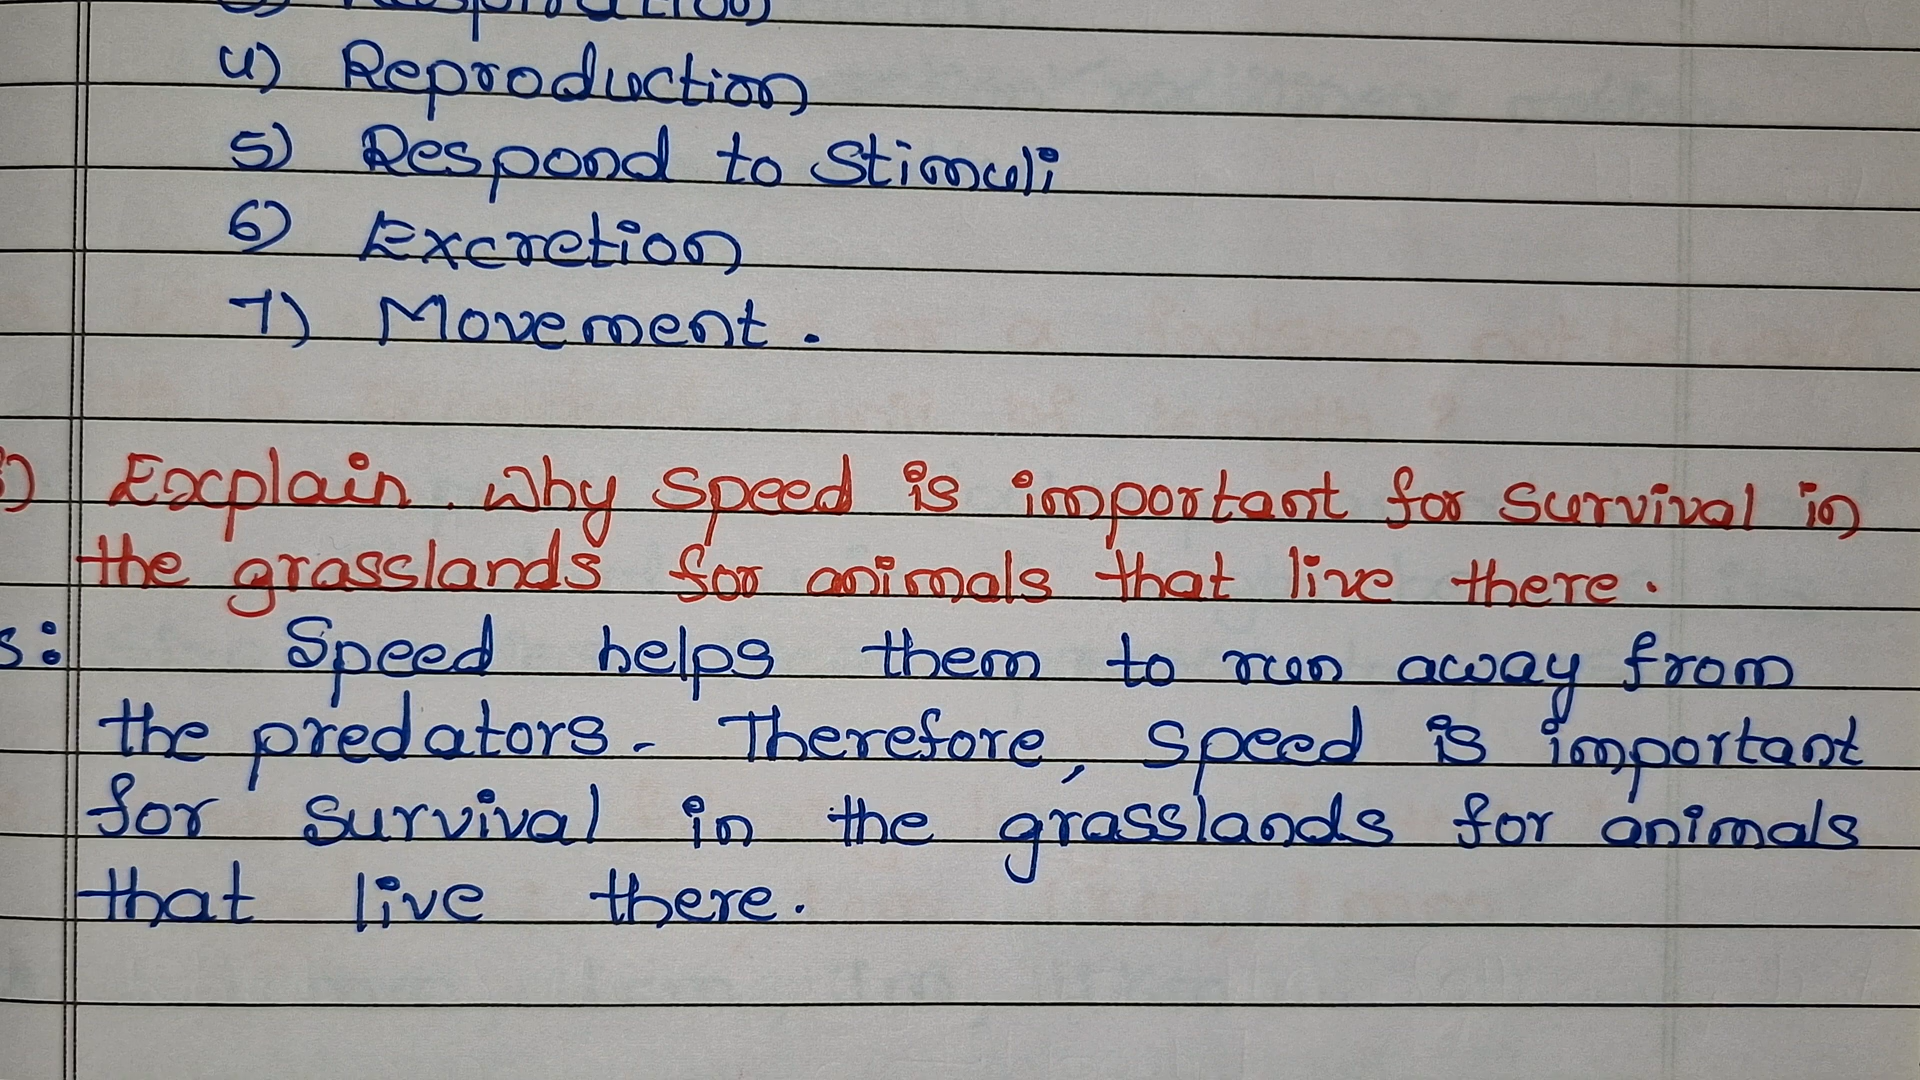 3) Respiration
4) Reproduction
5) Respond to Stimuli
6) Excretion
7) Movement.
Explain why speed is important for survival in
the grasslands for animals that live there.
s: Speed helps them to run away from
the predators. Therefore, speed is important
for survival in the grasslands for animals
that live there.